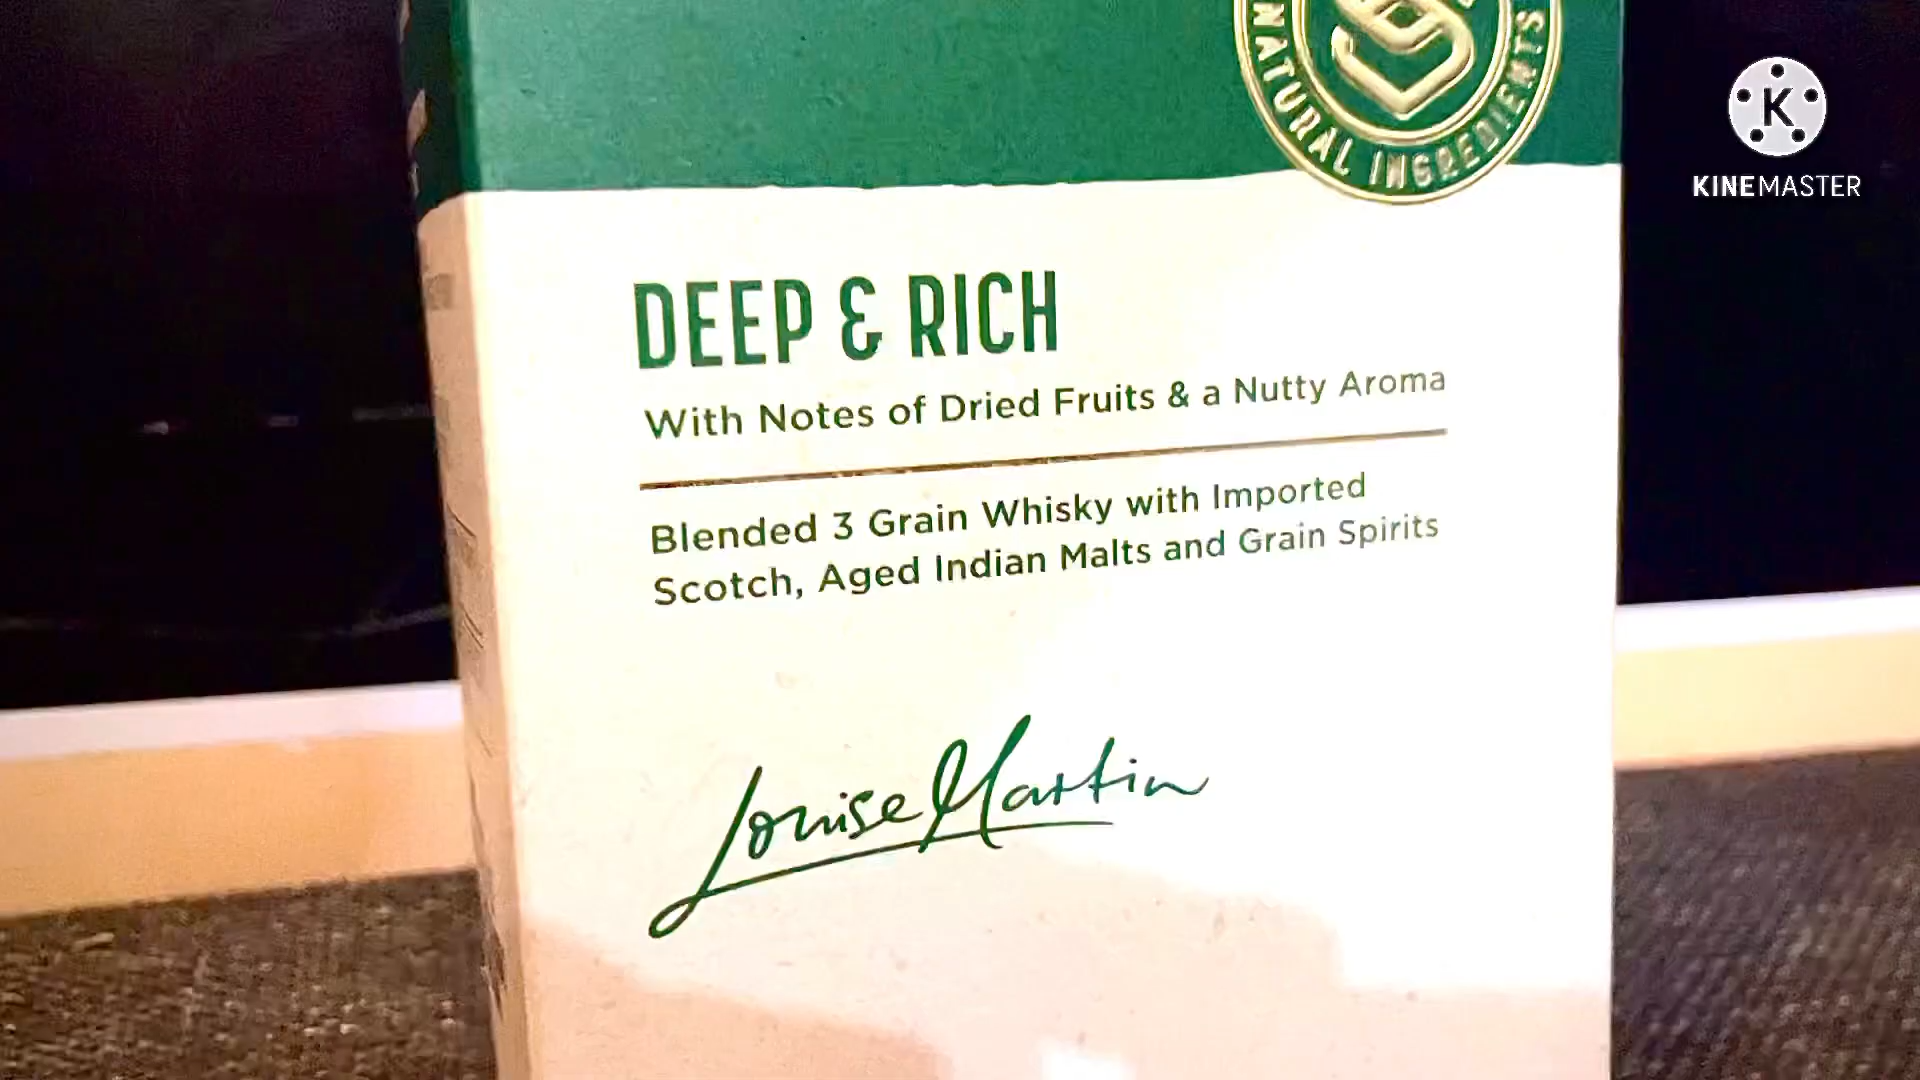 NATURAL INGREDIENTS
K
KINEMASTER
DEEP & RICH
With Notes of Dried Fruits & a Nutty Aroma
Blended 3 Grain Whisky with Imported
Scotch, Aged Indian Malts and Grain Spirits
Louise Martin